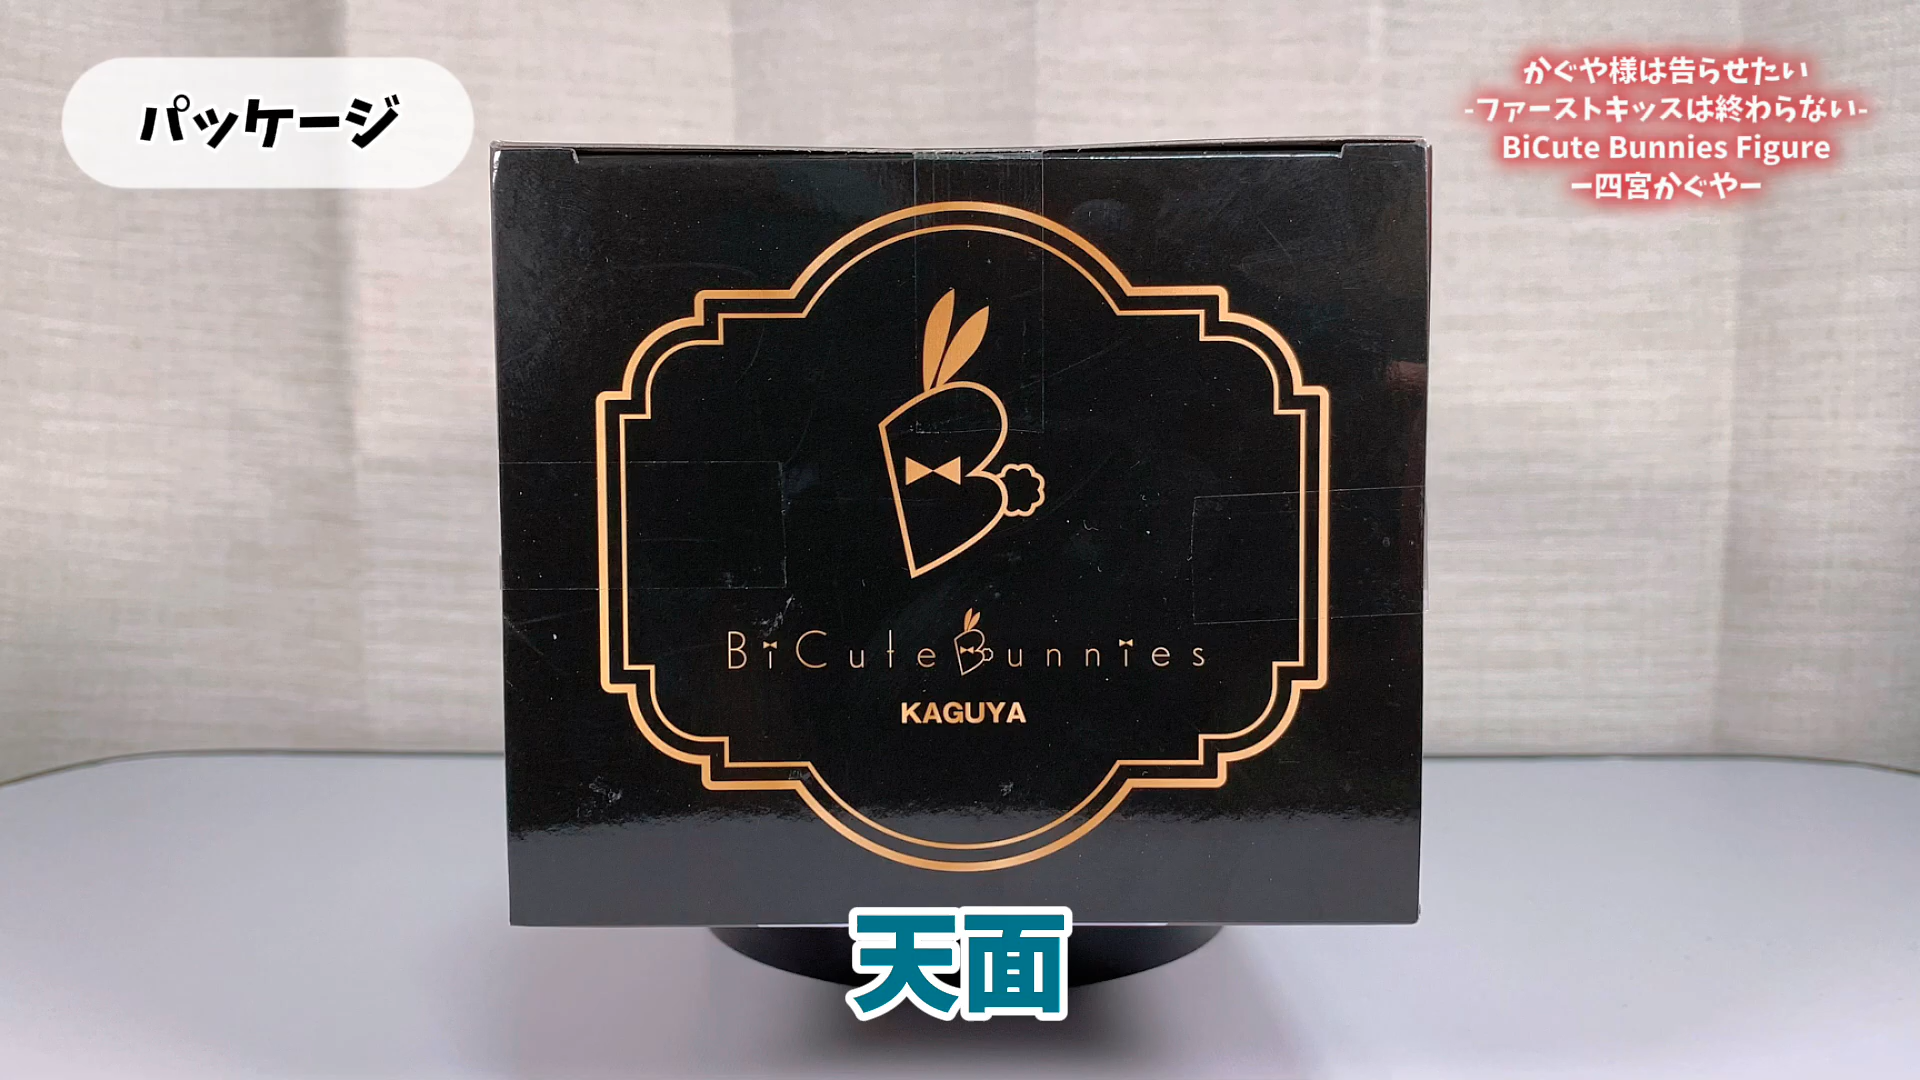 パッケージ
かぐや様は告らせたい
-ファーストキッスは終わらない-
BiCute Bunnies Figure
ー四宮かぐやー
BiCute Bunnies
KAGUYA
天面